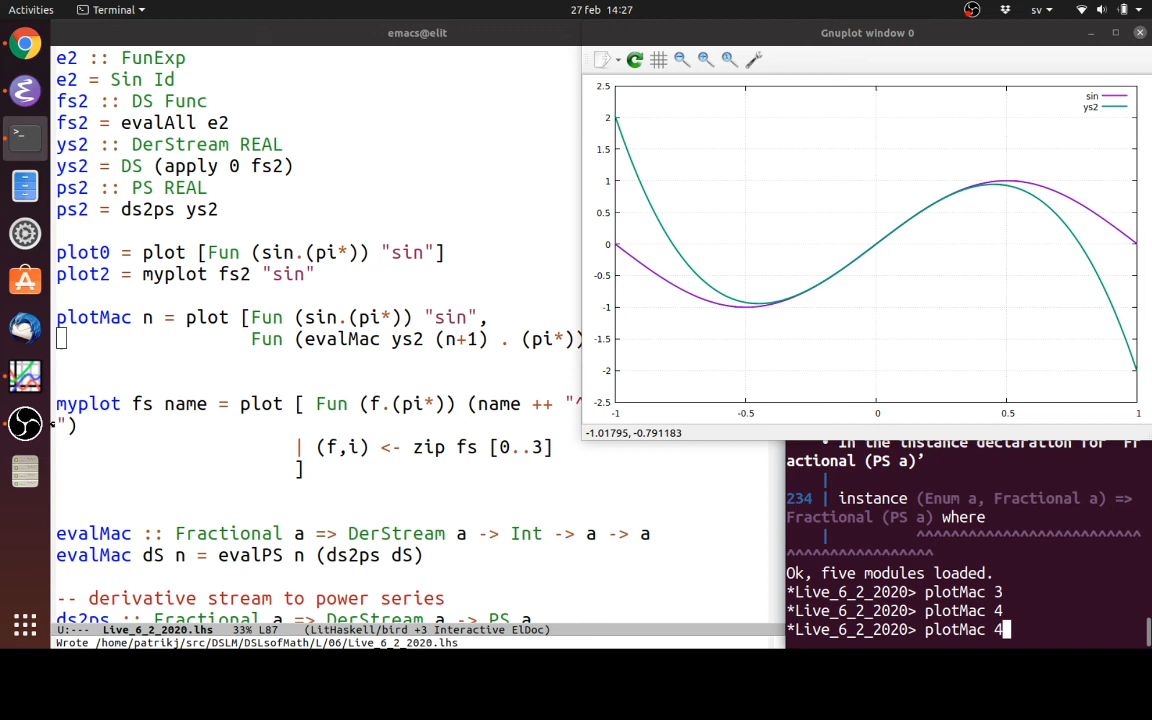 Activities Terminal 27 feb 14:27 sv
emacs@elit
e2 :: FunExp
e2 = Sin Id
fs2 :: DS Func
fs2 = evalAll e2
ys2 :: DerStream REAL
ys2 = DS (apply 0 fs2)
ps2 :: PS REAL
ps2 = ds2ps ys2
plot0 = plot [Fun (sin.(pi*)) "sin"]
plot2 = myplot fs2 "sin"
plotMac n = plot [Fun (sin.(pi*)) "sin",
Fun (evalMac ys2 (n+1) . (pi*))
myplot fs name = plot [ Fun (f.(pi*)) (name ++ "^
")
| (f,i) <- zip fs [0..3]
]
evalMac :: Fractional a => DerStream a -> Int -> a -> a
evalMac dS n = evalPS n (ds2ps dS)
-- derivative stream to power series
ds2ps :: Fractional a => DerStream a -> PS a
U:--- Live_6_2_2020.lhs 33% L87 (LitHaskell/bird +3 Interactive ElDoc)
Wrote /home/patrikj/src/DSLM/DSLsofMath/L/06/Live_6_2_2020.lhs
Gnuplot window 0
2.5
2
1.5
1
0.5
0
-0.5
-1
-1.5
-2
-2.5
-1 -0.5 0 0.5 1
sin
ys2
-1.01795, -0.791183
• In the instance declaration for ‘Fr
actional (PS a)’
|
234 | instance (Enum a, Fractional a) =>
Fractional (PS a) where
| ^^^^^^^^^^^^^^^^^^^^^^^
^^^^^^^^^^^^^^^^^
Ok, five modules loaded.
*Live_6_2_2020> plotMac 3
*Live_6_2_2020> plotMac 4
*Live_6_2_2020> plotMac 4